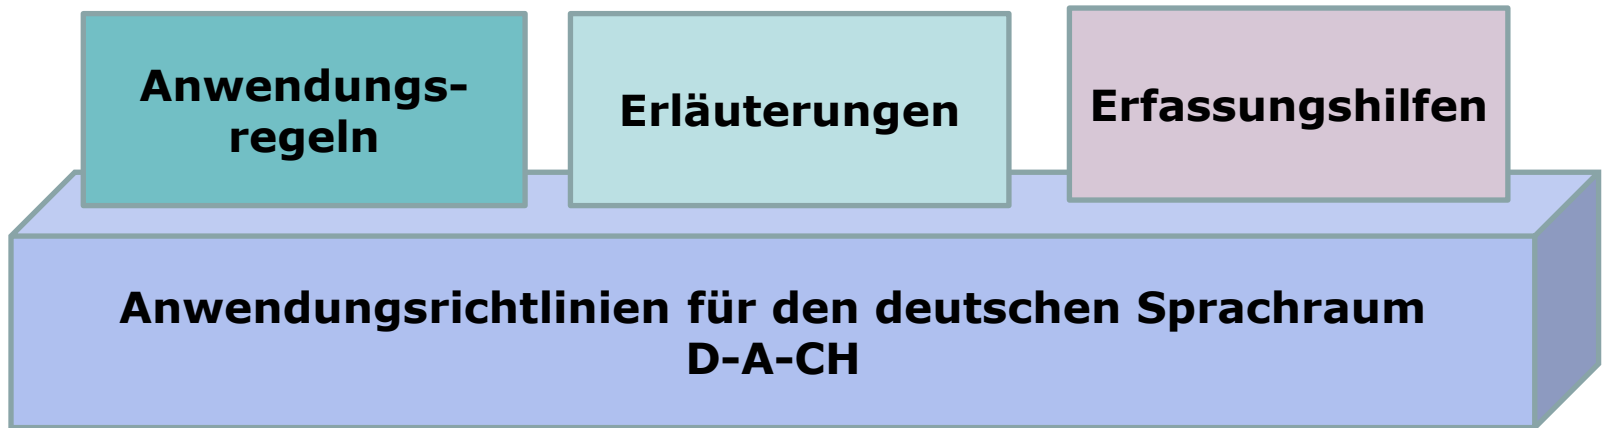 Anwendungs-
regeln
Erläuterungen
Erfassungshilfen
Anwendungsrichtlinien für den deutschen Sprachraum
D-A-CH